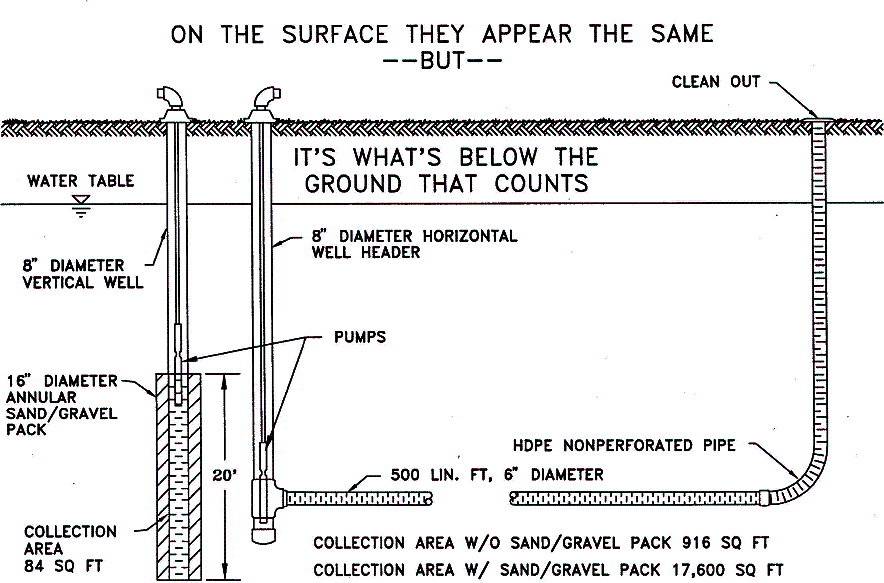 ON THE SURFACE THEY APPEAR THE SAME
--BUT--
CLEAN OUT
IT'S WHAT'S BELOW THE
GROUND THAT COUNTS
WATER TABLE
8" DIAMETER HORIZONTAL
WELL HEADER
8" DIAMETER
VERTICAL WELL
PUMPS
16" DIAMETER
ANNULAR
SAND/GRAVEL
PACK
HDPE NONPERFORATED PIPE
20'
500 LIN. FT, 6" DIAMETER
COLLECTION
AREA
84 SQ FT
COLLECTION AREA W/O SAND/GRAVEL PACK 916 SQ FT
COLLECTION AREA W/ SAND/GRAVEL PACK 17,600 SQ FT